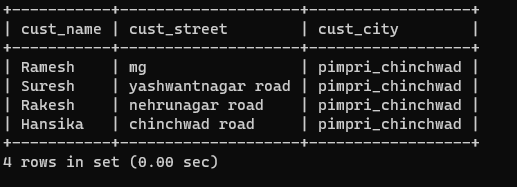 +-----------+--------------------+------------------+
| cust_name | cust_street        | cust_city        |
+-----------+--------------------+------------------+
| Ramesh    | mg                 | pimpri_chinchwad |
| Suresh    | yashwantnagar road | pimpri_chinchwad |
| Rakesh    | nehrunagar road    | pimpri_chinchwad |
| Hansika   | chinchwad road     | pimpri_chinchwad |
+-----------+--------------------+------------------+
4 rows in set (0.00 sec)